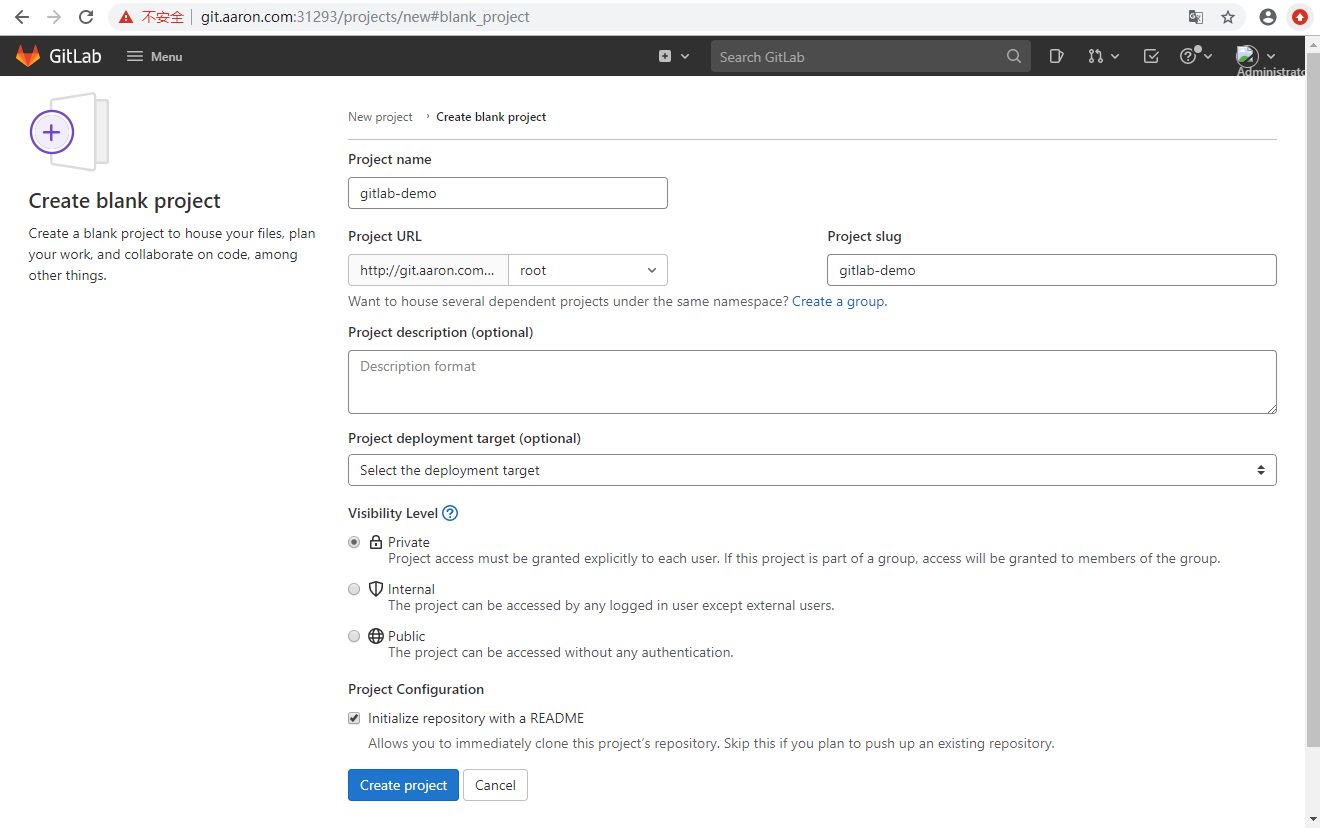 不安全 git.aaron.com:31293/projects/new#blank_project
GitLab Menu Search GitLab
Administrato
New project › Create blank project
Create blank project
Create a blank project to house your files, plan
your work, and collaborate on code, among
other things.
Project name
gitlab-demo
Project URL
http://git.aaron.com... root
Project slug
gitlab-demo
Want to house several dependent projects under the same namespace? Create a group.
Project description (optional)
Description format
Project deployment target (optional)
Select the deployment target
Visibility Level
Private
Project access must be granted explicitly to each user. If this project is part of a group, access will be granted to members of the group.
Internal
The project can be accessed by any logged in user except external users.
Public
The project can be accessed without any authentication.
Project Configuration
Initialize repository with a README
Allows you to immediately clone this project’s repository. Skip this if you plan to push up an existing repository.
Create project Cancel